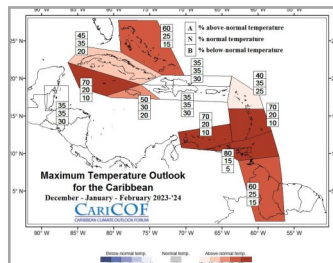 90°W 85°W 80°W 75°W 70°W 65°W 60°W 55°W
A % above-normal temperature
N % normal temperature
B % below-normal temperature
25°N
20°N
15°N
10°N
5°N
45
35
20
60
25
15
70
20
10
35
35
30
35
35
30
40
35
25
35
35
30
50
30
20
35
35
30
70
20
10
70
20
10
80
15
5
60
25
15
Maximum Temperature Outlook
for the Caribbean
December - January - February 2023-'24
CARICOF
CARIBBEAN CLIMATE OUTLOOK FORUM
90°W 85°W 80°W 75°W 70°W 65°W 60°W 55°W
Below-normal temp. Normal temp. Above-normal temp.